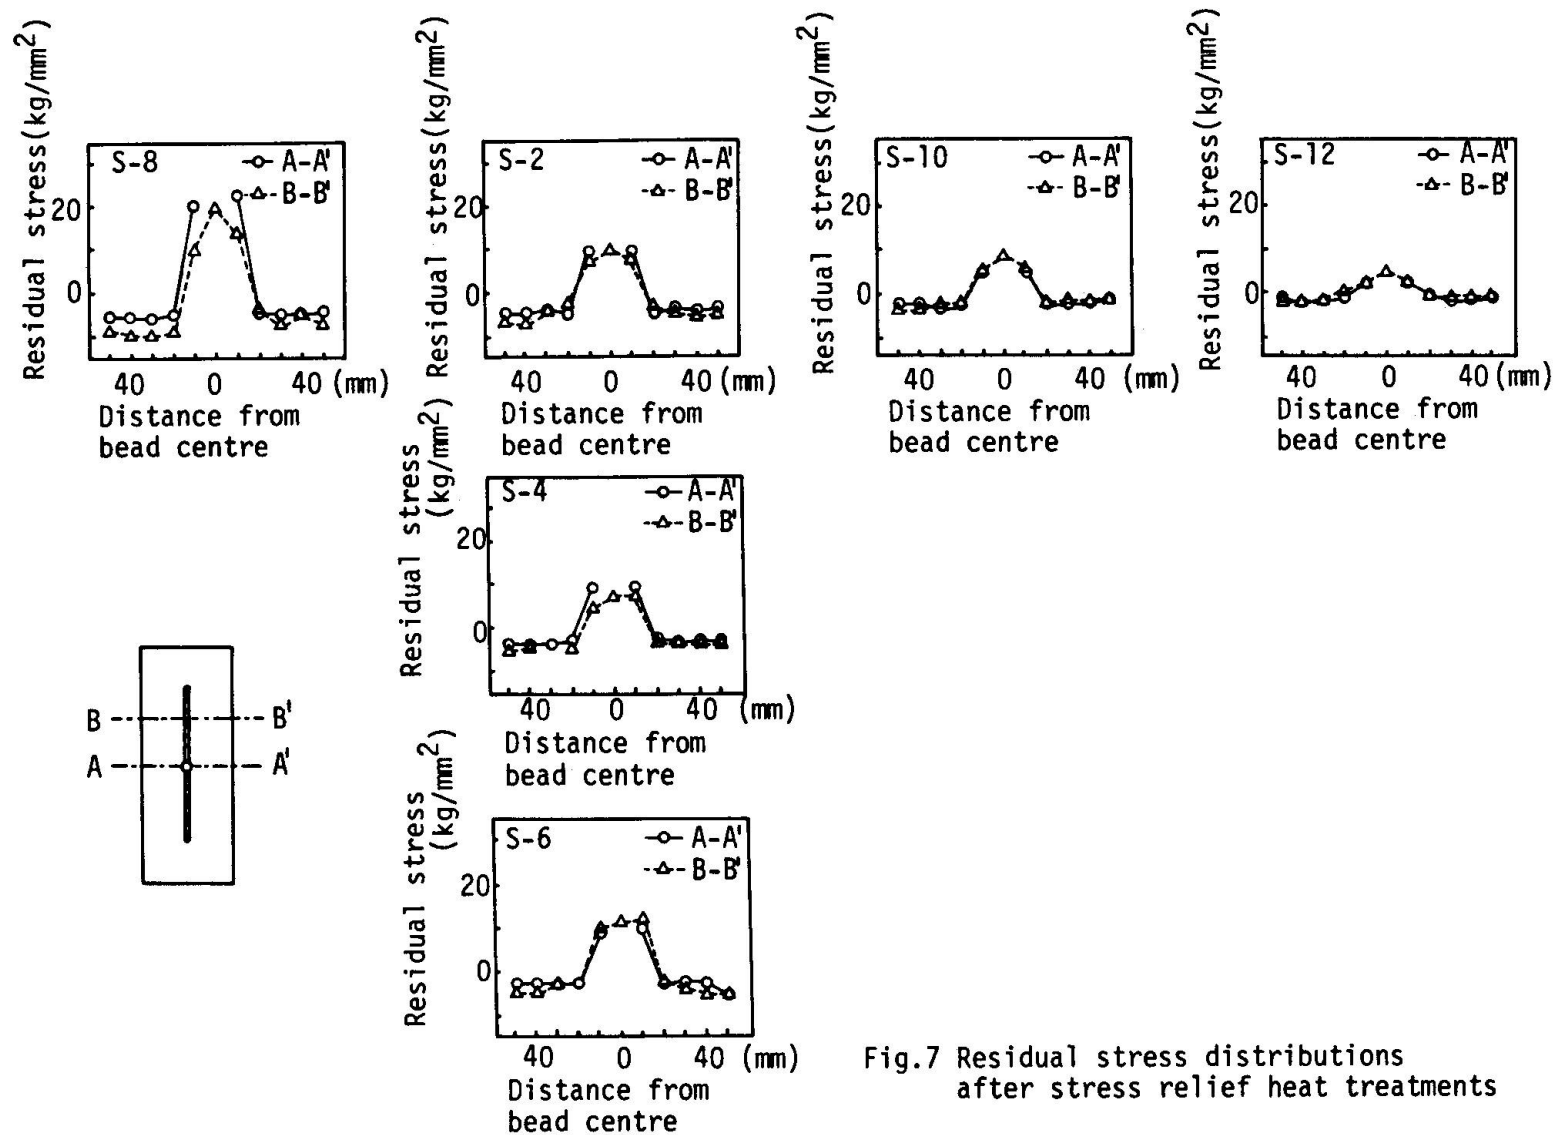 Residual stress(kg/mm²)
S-8
A-A'
B-B'
20
0
40 0 40 (mm)
Distance from
bead centre
Residual stress(kg/mm²)
S-2
A-A'
B-B'
20
0
40 0 40 (mm)
Distance from
bead centre
Residual stress(kg/mm²)
S-10
A-A'
B-B'
20
0
40 0 40 (mm)
Distance from
bead centre
Residual stress(kg/mm²)
S-12
A-A'
B-B'
20
0
40 0 40 (mm)
Distance from
bead centre
Residual stress
(kg/mm²)
S-4
A-A'
B-B'
20
0
40 0 40 (mm)
Distance from
bead centre
B B'
A A'
Residual stress
(kg/mm²)
S-6
A-A'
B-B'
20
0
40 0 40 (mm)
Distance from
bead centre
Fig.7 Residual stress distributions
after stress relief heat treatments